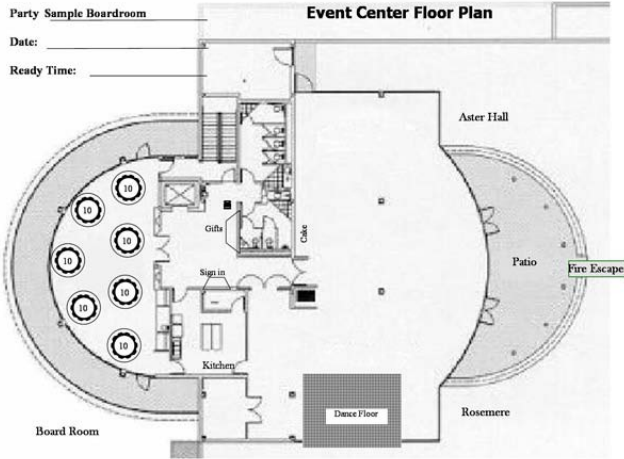 Party Sample Boardroom
Event Center Floor Plan
Date:
Ready Time:
Aster Hall
10
10
10
10
10
10
10
Gifts
Cake
Sign in
Patio
Fire Escape
Kitchen
Dance Floor
Board Room
Rosemere